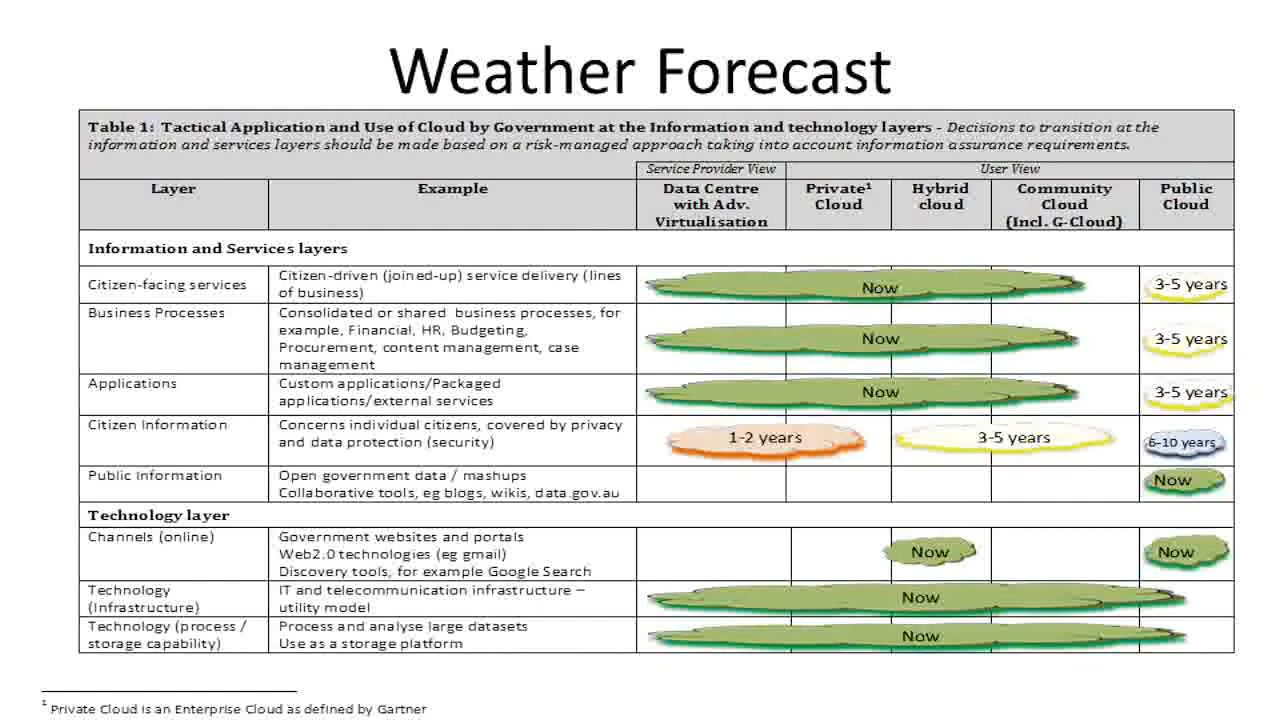 Weather Forecast
Table 1: Tactical Application and Use of Cloud by Government at the Information and technology layers - Decisions to transition at the
information and services layers should be made based on a risk-managed approach taking into account information assurance requirements.
Service Provider View
User View
Layer
Example
Data Centre
with Adv.
Virtualisation
Private¹
Cloud
Hybrid
cloud
Community
Cloud
(Incl. G-Cloud)
Public
Cloud
Information and Services layers
Citizen-facing services
Citizen-driven (joined-up) service delivery (lines
of business)
Now
3-5 years
Business Processes
Consolidated or shared business processes, for
example, Financial, HR, Budgeting,
Procurement, content management, case
management
Now
3-5 years
Applications
Custom applications/Packaged
applications/external services
Now
3-5 years
Citizen Information
Concerns individual citizens, covered by privacy
and data protection (security)
1-2 years
3-5 years
6-10 years
Public Information
Open government data / mashups
Collaborative tools, eg blogs, wikis, data.gov.au
Now
Technology layer
Channels (online)
Government websites and portals
Web2.0 technologies (eg gmail)
Discovery tools, for example Google Search
Now
Now
Technology
(Infrastructure)
IT and telecommunication infrastructure –
utility model
Now
Technology (process /
storage capability)
Process and analyse large datasets
Use as a storage platform
Now
¹ Private Cloud is an Enterprise Cloud as defined by Gartner